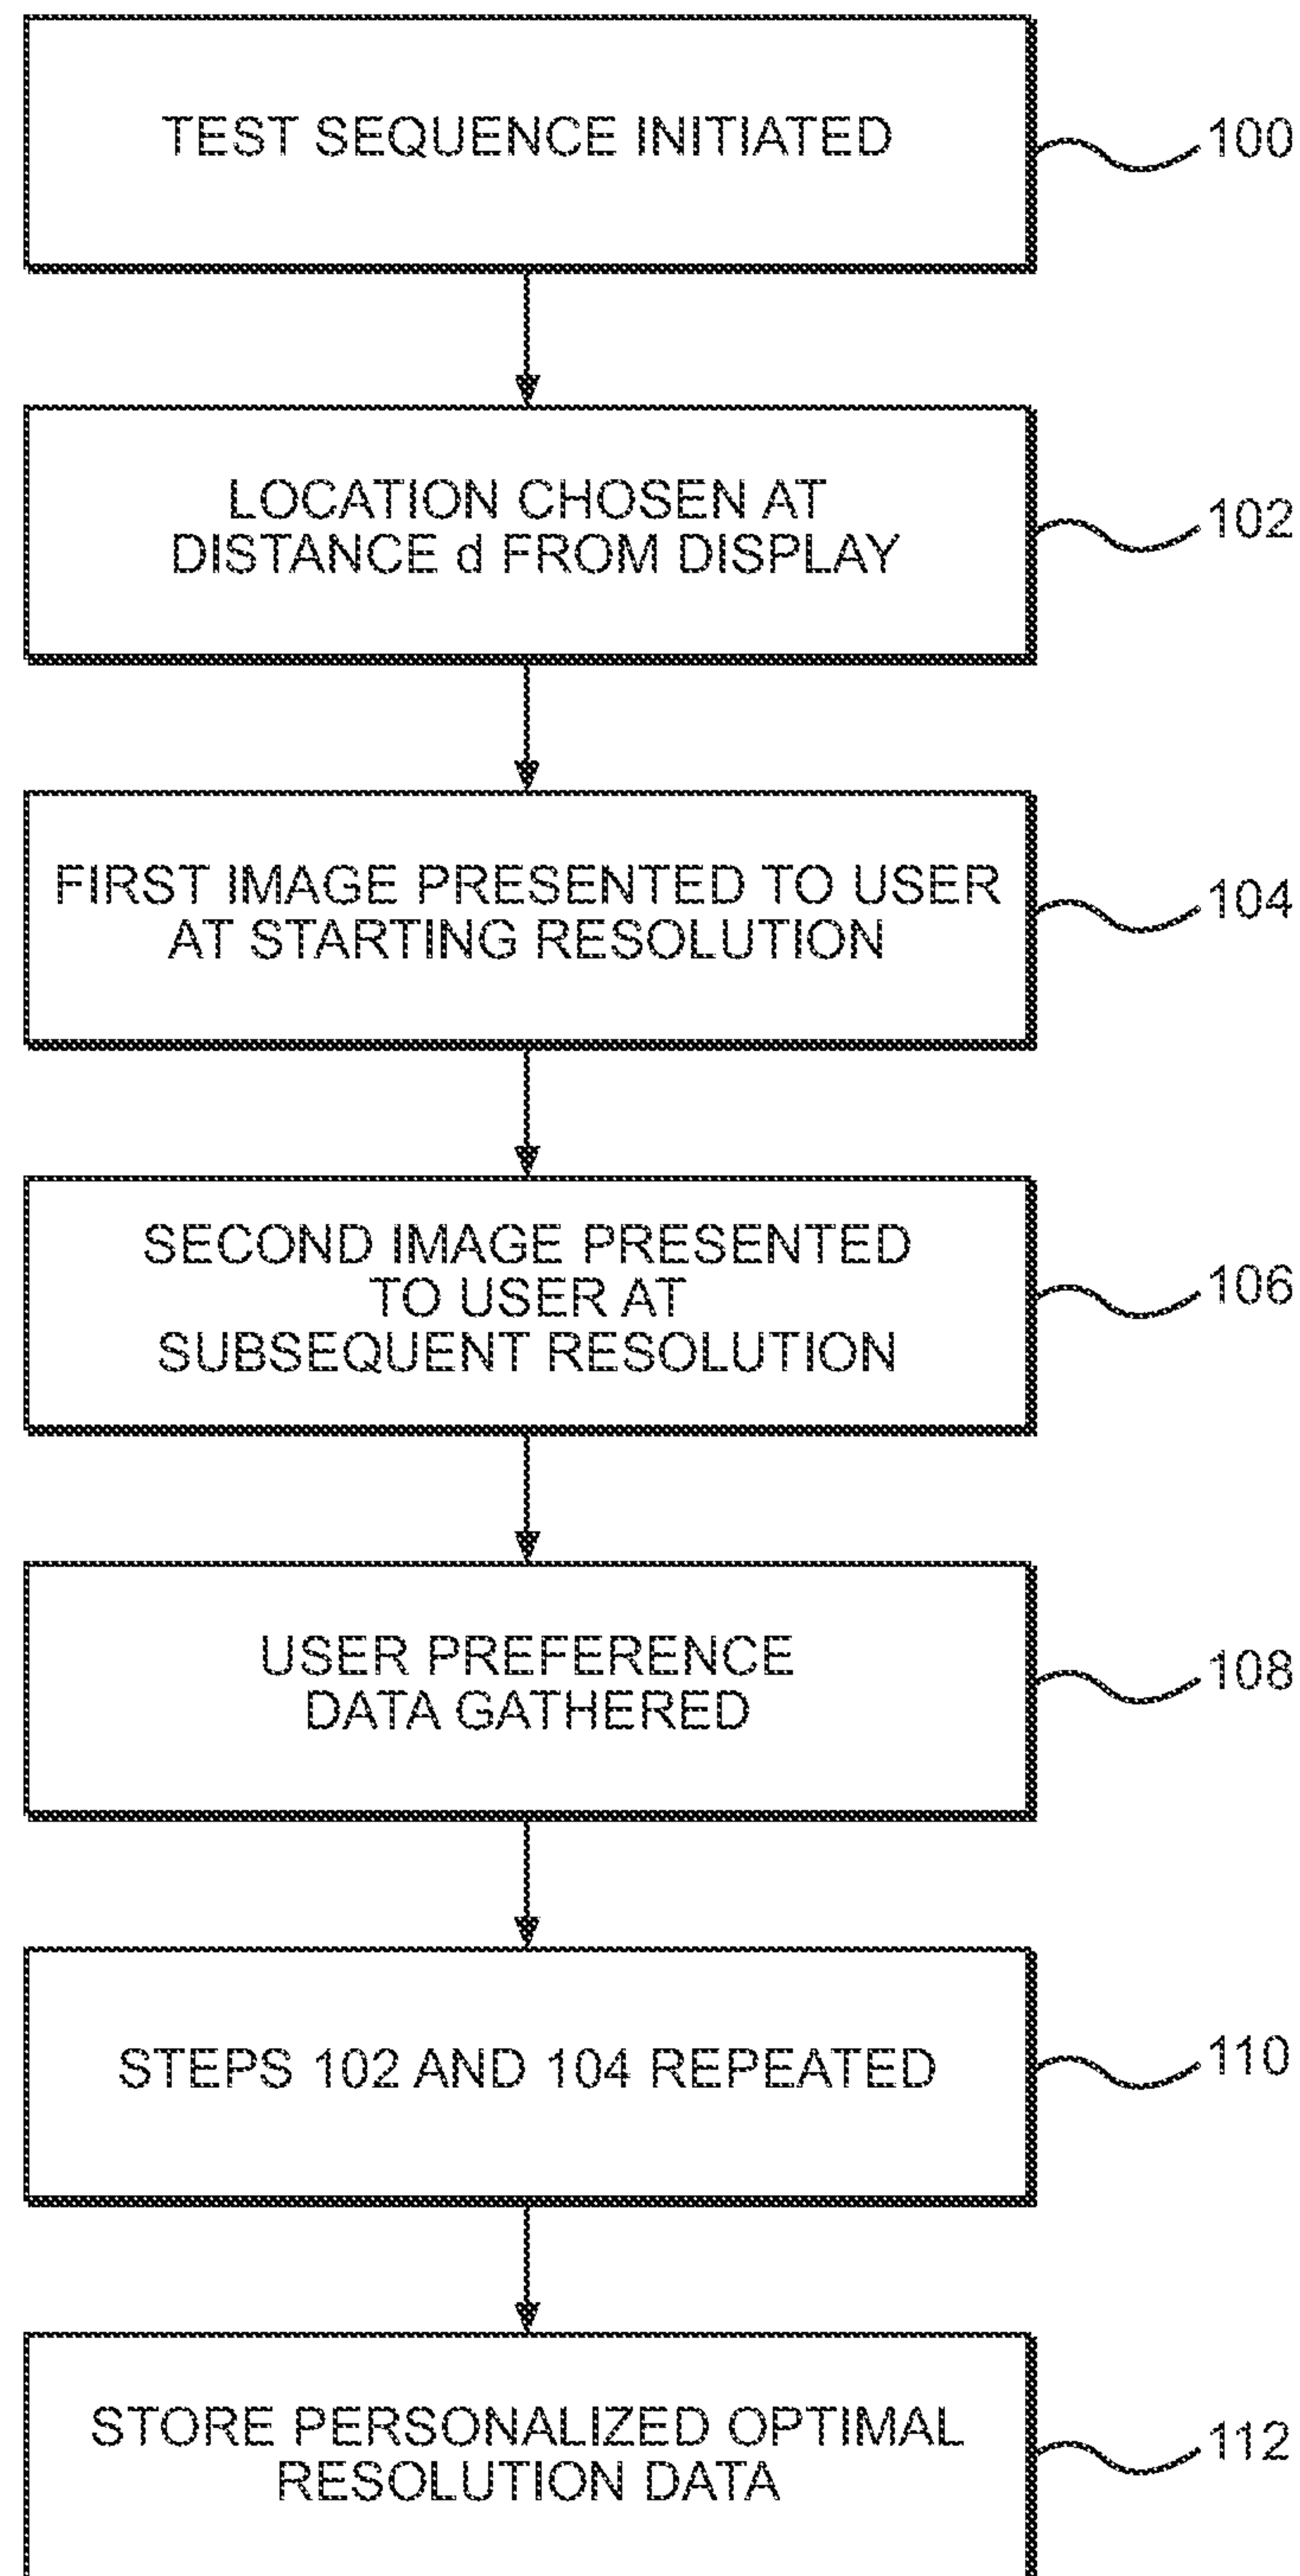 TEST SEQUENCE INITIATED
100
LOCATION CHOSEN AT
DISTANCE d FROM DISPLAY
102
FIRST IMAGE PRESENTED TO USER
AT STARTING RESOLUTION
104
SECOND IMAGE PRESENTED
TO USER AT
SUBSEQUENT RESOLUTION
106
USER PREFERENCE
DATA GATHERED
108
STEPS 102 AND 104 REPEATED
110
STORE PERSONALIZED OPTIMAL
RESOLUTION DATA
112